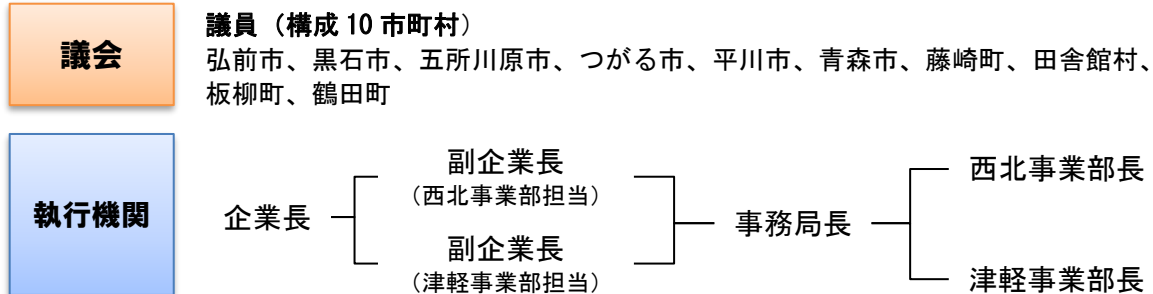 議会
議員（構成 10 市町村）
弘前市、黒石市、五所川原市、つがる市、平川市、青森市、藤崎町、田舎館村、
板柳町、鶴田町
執行機関
企業長
副企業長
（西北事業部担当）
副企業長
（津軽事業部担当）
事務局長
西北事業部長
津軽事業部長